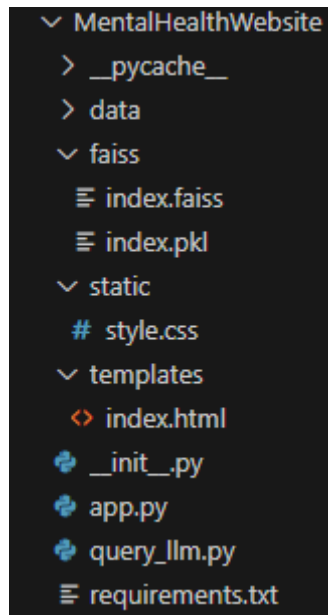 MentalHealthWebsite
__pycache__
data
faiss
index.faiss
index.pkl
static
# style.css
templates
<> index.html
__init__.py
app.py
query_llm.py
requirements.txt